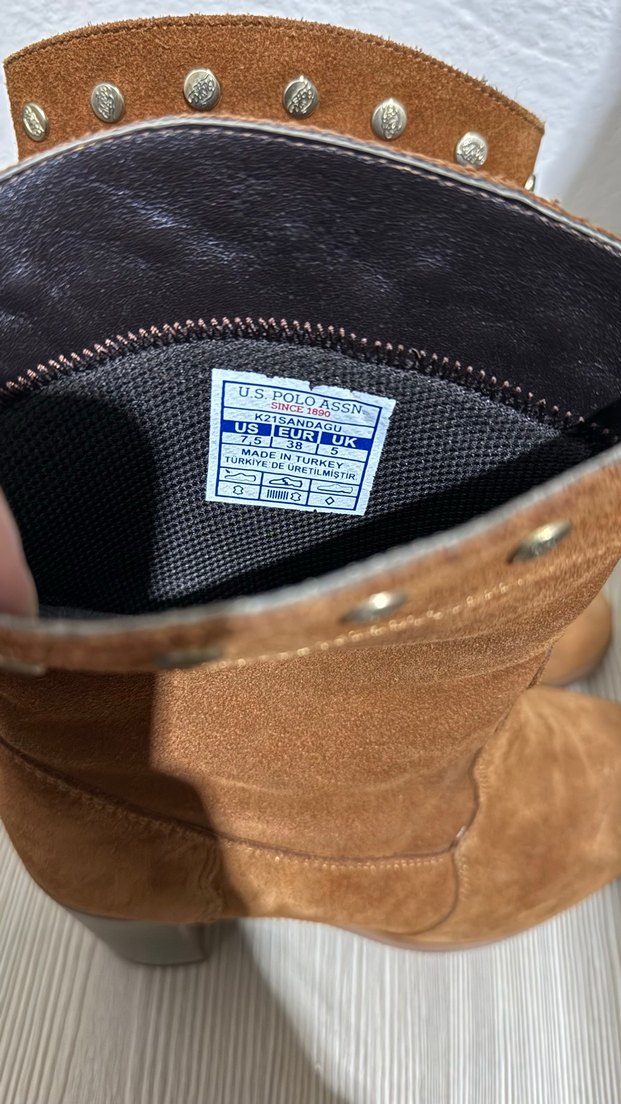 U.S. POLO ASSN.
SINCE 1890
K21SANDAGU
US EUR UK
7,5 38 5
MADE IN TURKEY
TÜRKİYE'DE ÜRETİLMİŞTİR